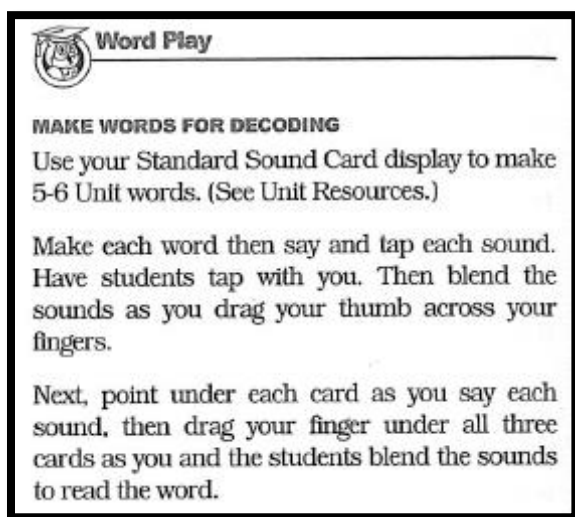 Word Play
MAKE WORDS FOR DECODING
Use your Standard Sound Card display to make
5-6 Unit words. (See Unit Resources.)
Make each word then say and tap each sound.
Have students tap with you. Then blend the
sounds as you drag your thumb across your
fingers.
Next, point under each card as you say each
sound, then drag your finger under all three
cards as you and the students blend the sounds
to read the word.